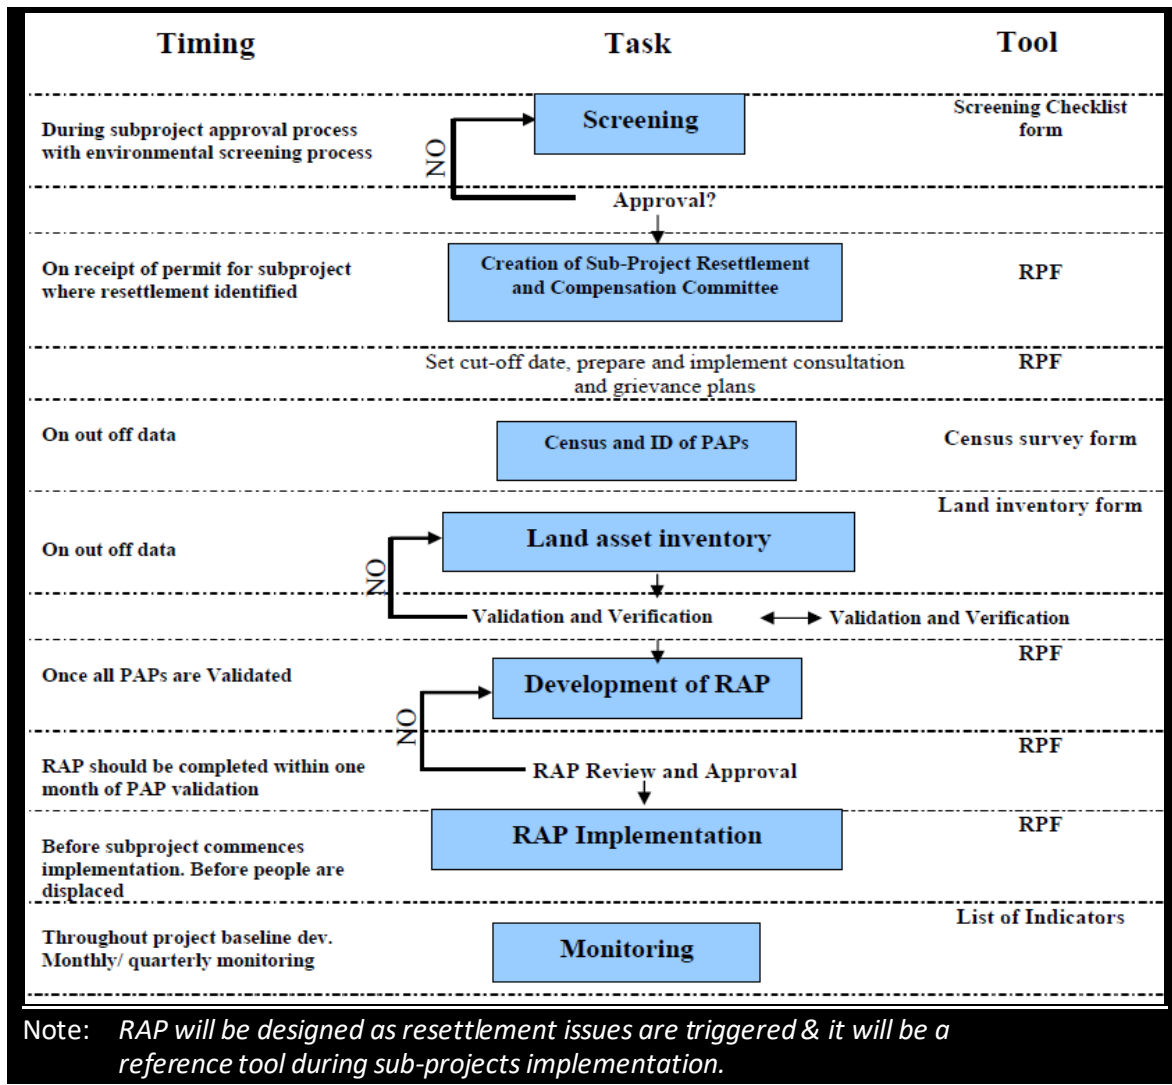 Timing Task Tool
Screening Checklist
form
Screening
During subproject approval process
with environmental screening process
NO
Approval?
On receipt of permit for subproject
where resettlement identified
Creation of Sub-Project Resettlement
and Compensation Committee
RPF
Set cut-off date, prepare and implement consultation
and grievance plans
RPF
On out off data
Census and ID of PAPs
Census survey form
Land inventory form
On out off data
Land asset inventory
NO
Validation and Verification
Validation and Verification
RPF
Once all PAPs are Validated
Development of RAP
NO
RPF
RAP should be completed within one
month of PAP validation
RAP Review and Approval
RPF
Before subproject commences
implementation. Before people are
displaced
RAP Implementation
List of Indicators
Throughout project baseline dev.
Monthly/ quarterly monitoring
Monitoring
Note: RAP will be designed as resettlement issues are triggered & it will be a
reference tool during sub-projects implementation.